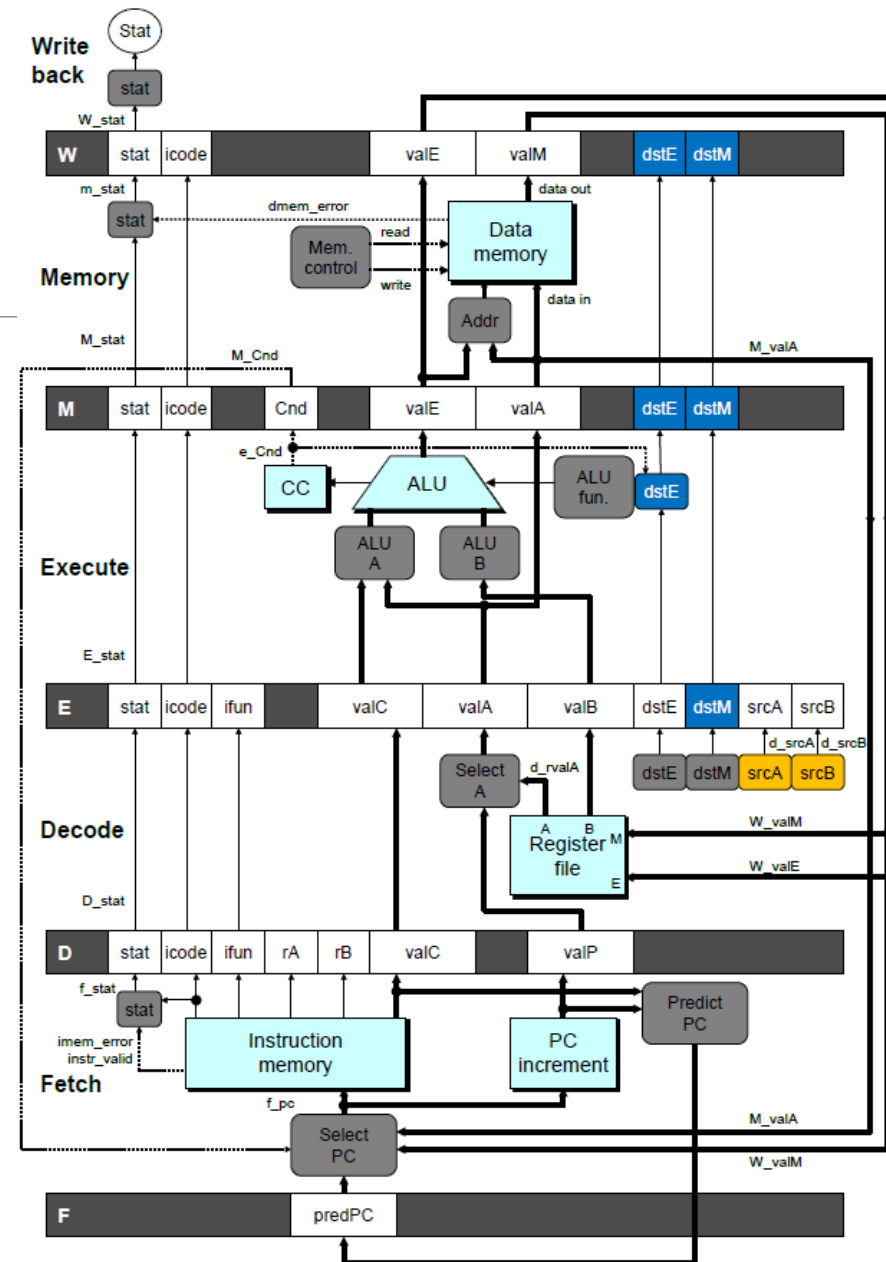 Stat
Write
back
stat
W_stat
W stat icode valE valM dstE dstM
m_stat
data out
dmem_error
stat
read
Mem.
control
Data
memory
write
Memory
data in
Addr
M_stat
M_Cnd
M_valA
M stat icode Cnd valE valA dstE dstM
e_Cnd
CC
ALU
ALU
fun.
dstE
ALU
A
ALU
B
Execute
E_stat
E stat icode ifun valC valA valB dstE dstM srcA srcB
d_srcA d_srcB
Select
A
d_rvalA
dstE dstM srcA srcB
Decode
A B
Register
file
M
E
W_valM
W_valE
D_stat
D stat icode ifun rA rB valC valP
f_stat
stat
Predict
PC
imem_error
instr_valid
Instruction
memory
PC
increment
Fetch
f_pc
M_valA
Select
PC
W_valM
F predPC